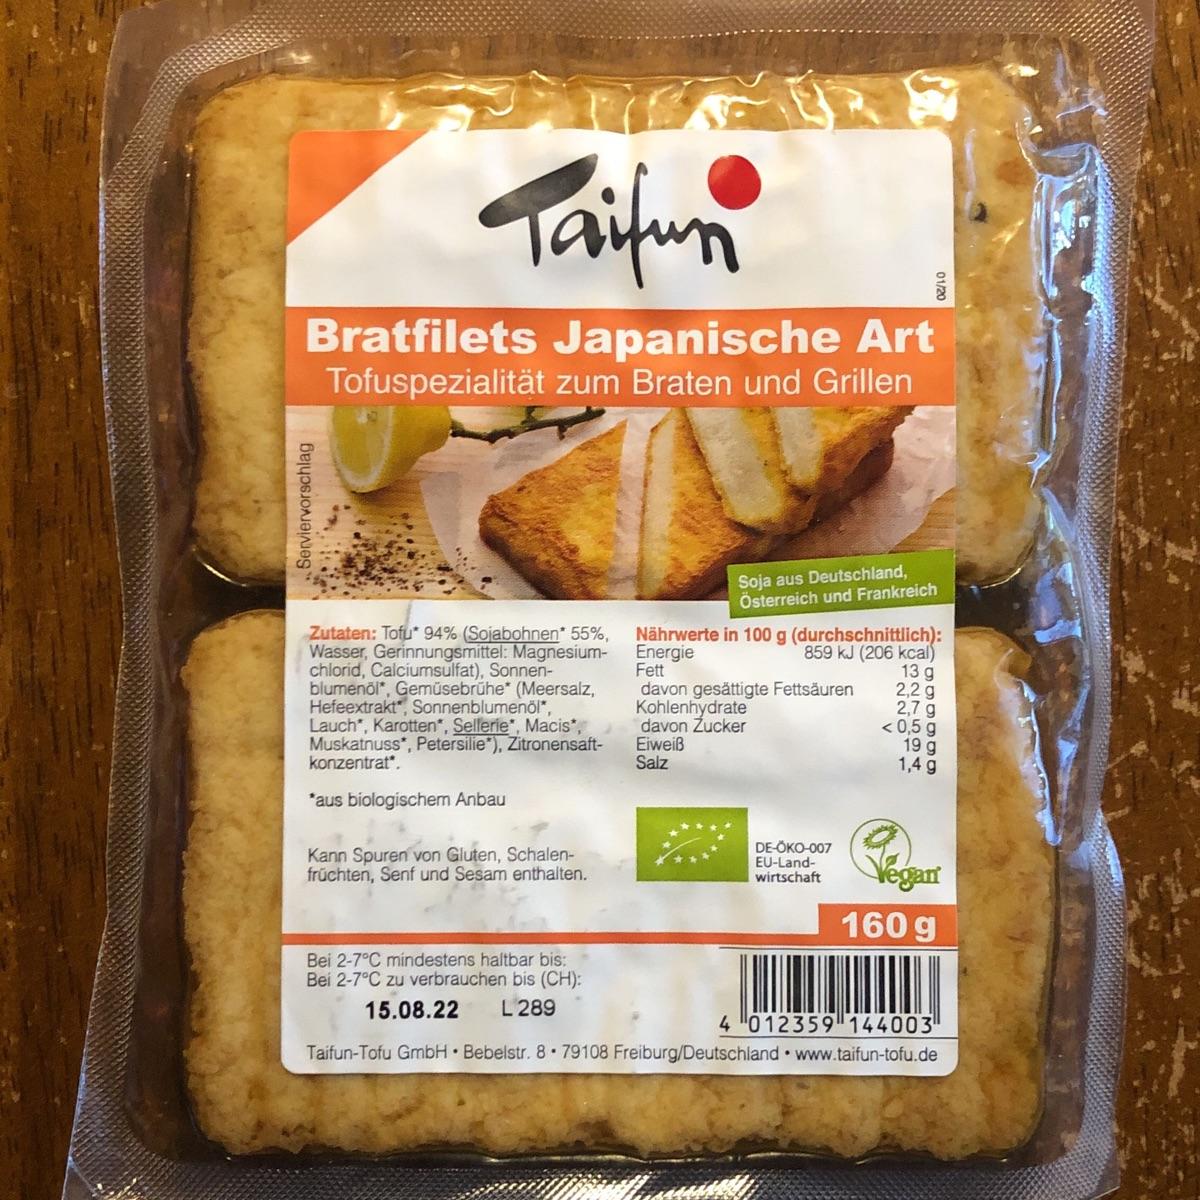 Taifun
01/20
Bratfilets Japanische Art
Tofuspezialität zum Braten und Grillen
Serviervorschlag
Soja aus Deutschland,
Österreich und Frankreich
Zutaten: Tofu* 94% (Sojabohnen* 55%,
Wasser, Gerinnungsmittel: Magnesium-
chlorid, Calciumsulfat), Sonnen-
blumenöl*, Gemüsebrühe* (Meersalz,
Hefeextrakt*, Sonnenblumenöl*,
Lauch*, Karotten*, Sellerie*, Macis*,
Muskatnuss*, Petersilie*), Zitronensaft-
konzentrat*.
*aus biologischem Anbau
Kann Spuren von Gluten, Schalen-
früchten, Senf und Sesam enthalten.
Nährwerte in 100 g (durchschnittlich):
Energie 859 kJ (206 kcal)
Fett 13 g
davon gesättigte Fettsäuren 2,2 g
Kohlenhydrate 2,7 g
davon Zucker < 0,5 g
Eiweiß 19 g
Salz 1,4 g
DE-ÖKO-007
EU-Land-
wirtschaft
Vegan
160 g
Bei 2-7°C mindestens haltbar bis:
Bei 2-7°C zu verbrauchen bis (CH):
15.08.22 L289
4 012359 144003
Taifun-Tofu GmbH • Bebelstr. 8 • 79108 Freiburg/Deutschland • www.taifun-tofu.de